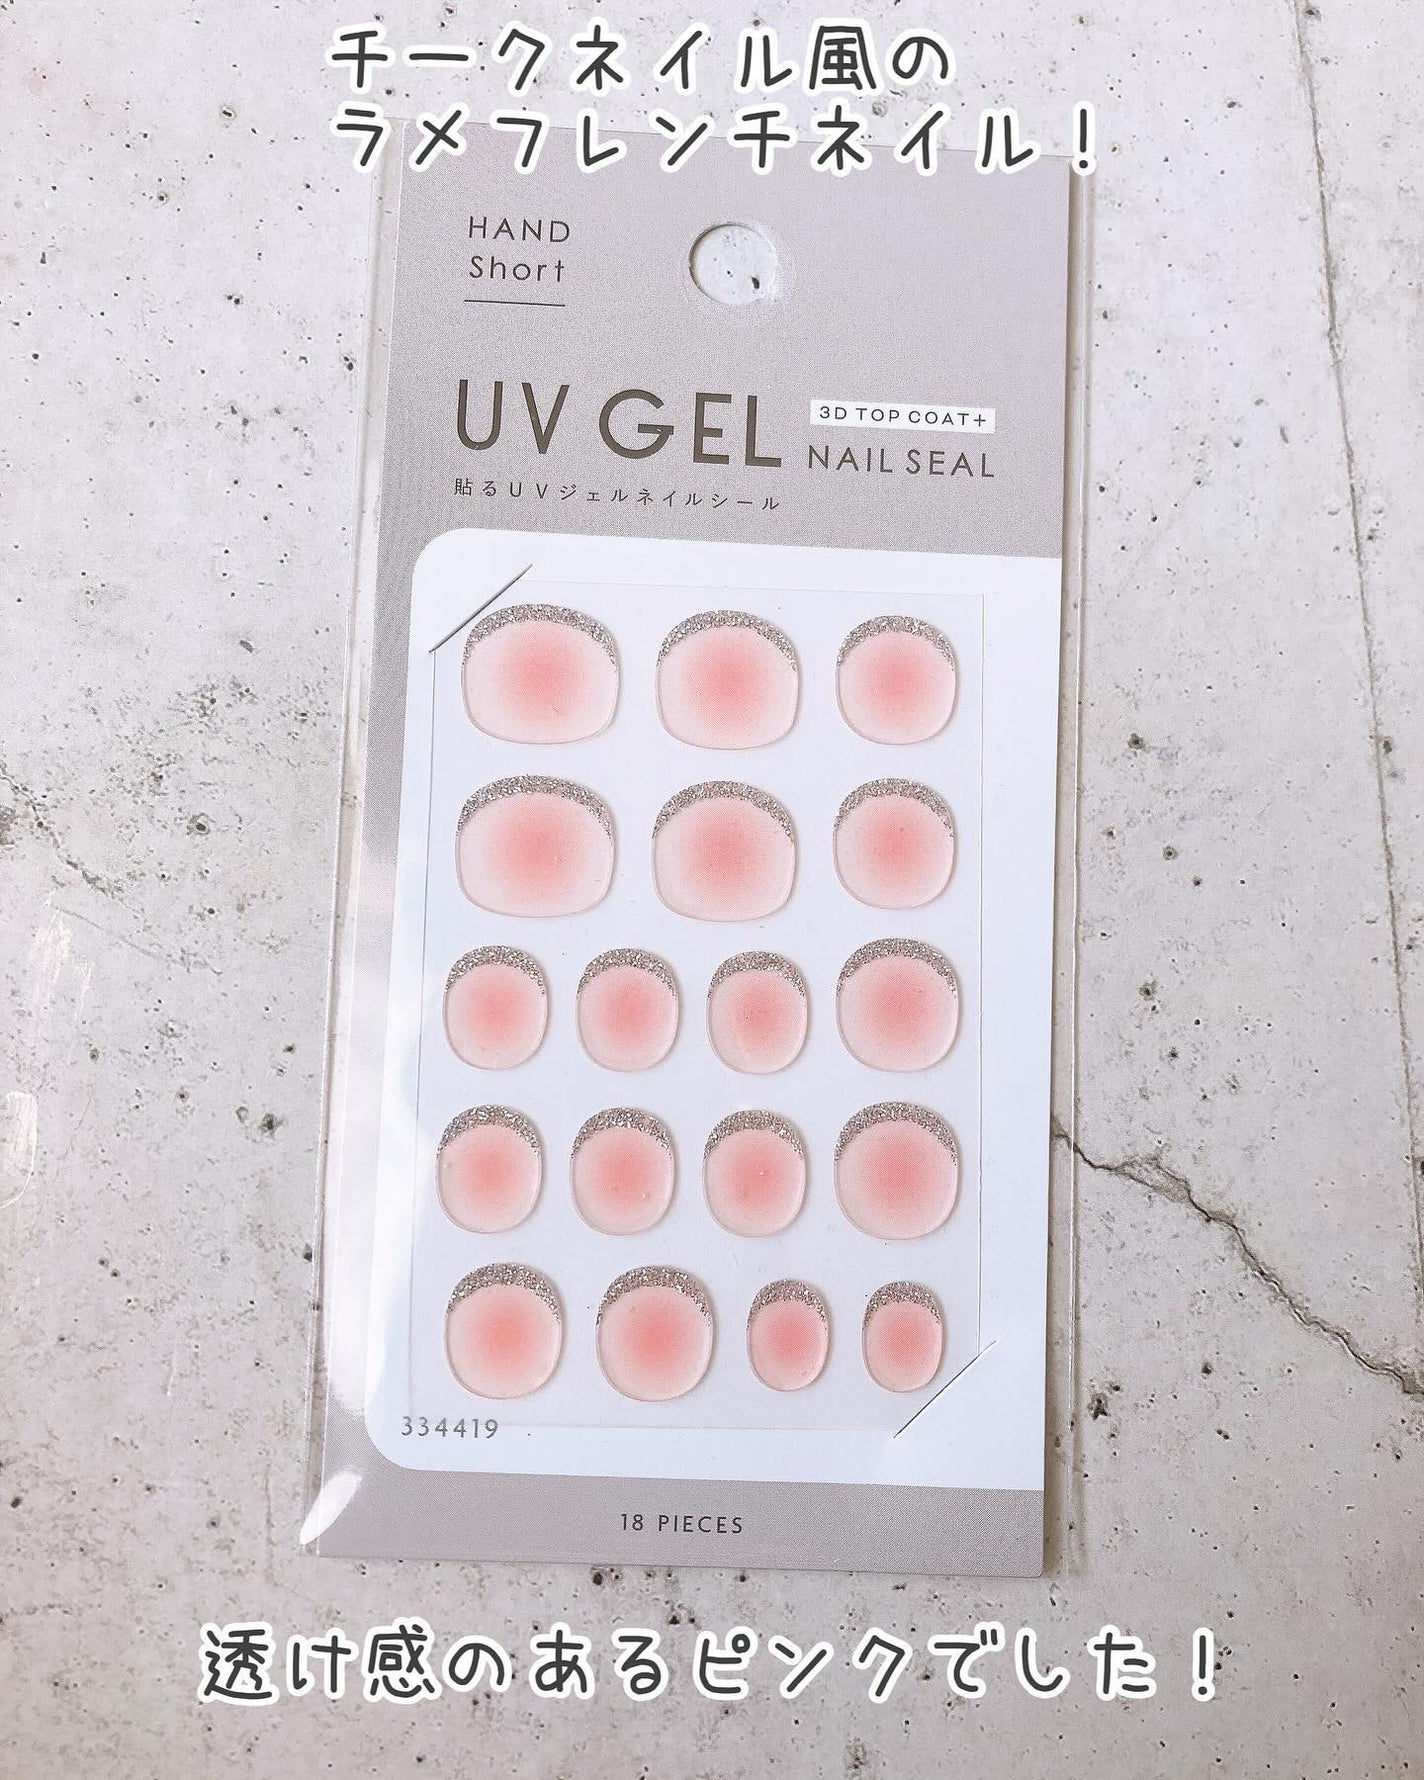 チークネイル風の
ラメフレンチネイル！
HAND
Short
UV GEL
3D TOP COAT+
NAIL SEAL
貼るUVジェルネイルシール
334419
18 PIECES
透け感のあるピンクでした！